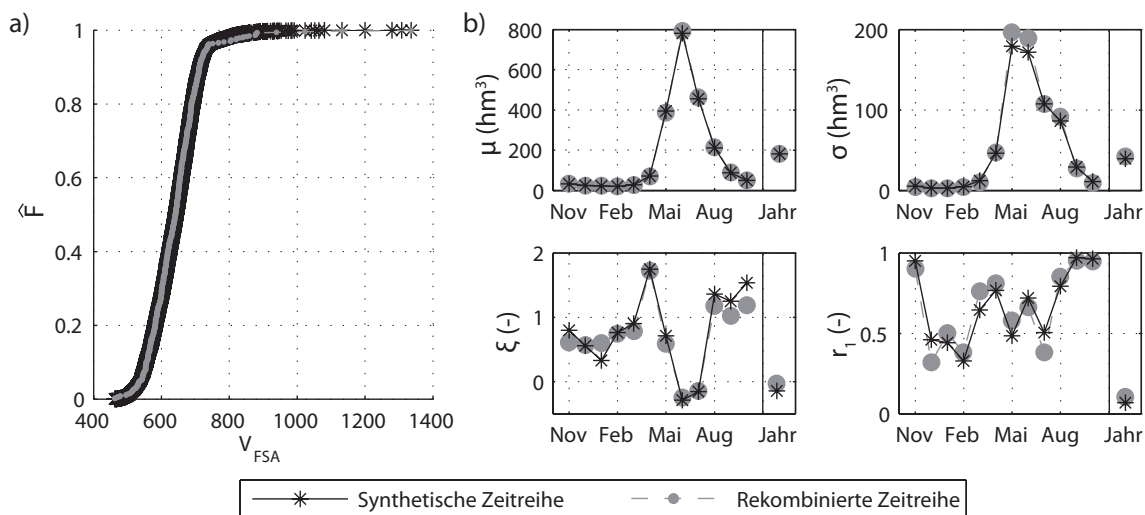 a)
1
0.8
0.6
0.4
0.2
0
F̂
400 600 800 1000 1200 1400
V_FSA
b)
800
600
400
200
0
μ (hm³)
Nov Feb Mai Aug Jahr
200
100
0
σ (hm³)
Nov Feb Mai Aug Jahr
2
1
0
ξ (-)
Nov Feb Mai Aug Jahr
1
0.5
0
r₁ (-)
Nov Feb Mai Aug Jahr
Synthetische Zeitreihe Rekombinierte Zeitreihe